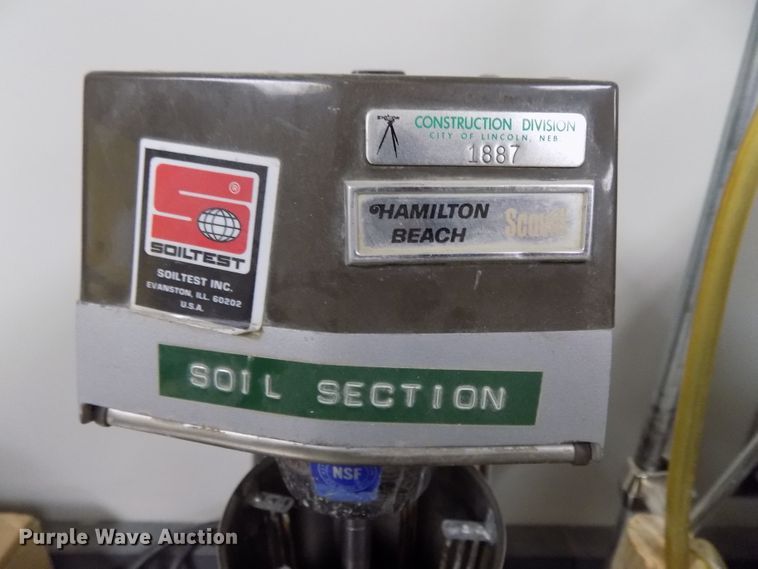 CONSTRUCTION DIVISION
CITY OF LINCOLN, NEB.
1887
HAMILTON
BEACH
Scovill
®
SOILTEST
SOILTEST INC.
EVANSTON, ILL. 60202
U.S.A.
SOIL SECTION
NSF
Purple Wave Auction